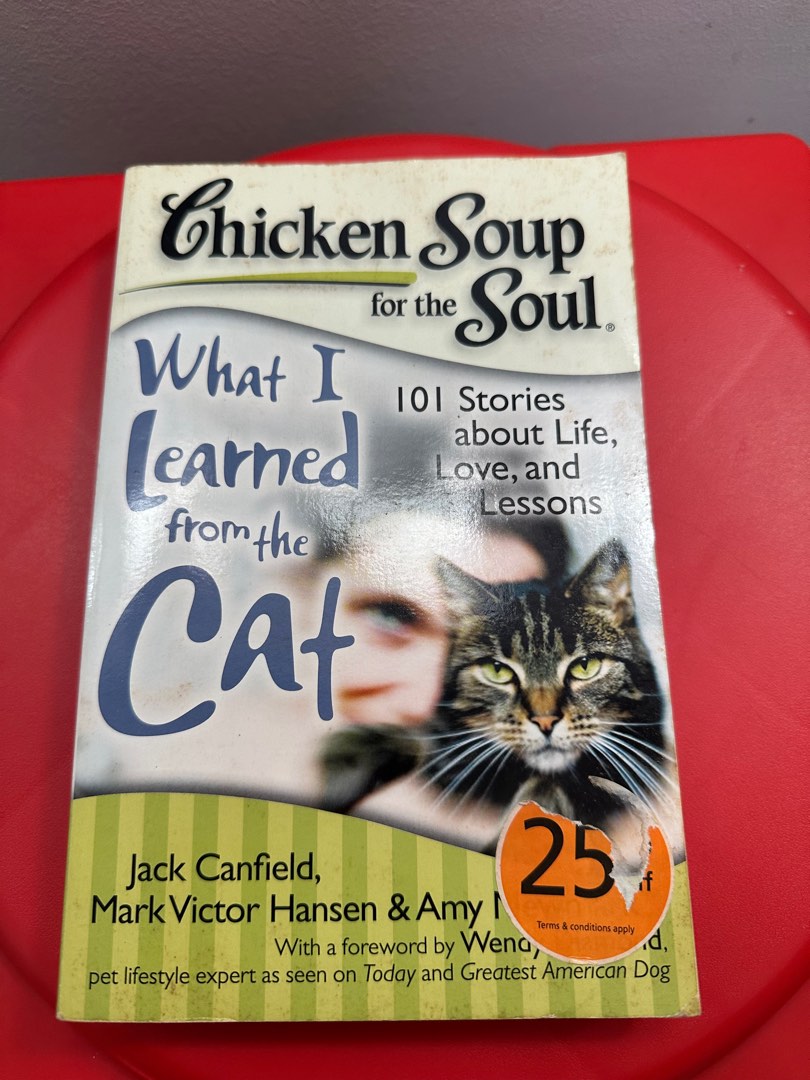 Chicken Soup
for the Soul®
What I
Learned
from the
Cat
101 Stories
about Life,
Love, and
Lessons
Jack Canfield,
Mark Victor Hansen & Amy
25
Terms & conditions apply
With a foreword by
pet lifestyle expert as seen on Today and Greatest American Dog